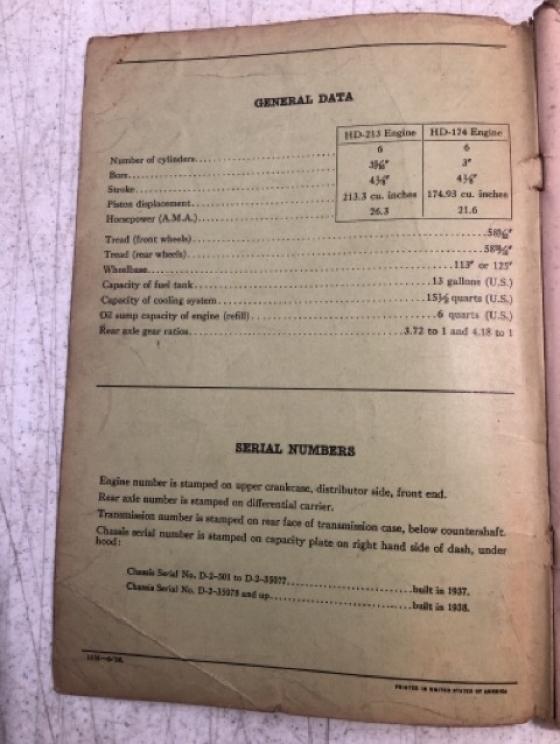 GENERAL DATA
HD-213 Engine HD-174 Engine
Number of cylinders 6 6
Bore 3"
Stroke
Piston displacement 213.3 cu. inches 174.93 cu. inches
Horsepower (A.M.A.) 26.3 21.6
Tread (front wheels)
Tread (rear wheels)
Wheelbase 113" or 125"
Capacity of fuel tank 13 gallons (U.S.)
Capacity of cooling system 15½ quarts (U.S.)
Oil sump capacity of engine (refill) 6 quarts (U.S.)
Rear axle gear ratios 3.72 to 1 and 4.18 to 1
SERIAL NUMBERS
Engine number is stamped on upper crankcase, distributor side, front end.
Rear axle number is stamped on differential carrier.
Transmission number is stamped on rear face of transmission case, below countershaft.
Chassis serial number is stamped on capacity plate on right hand side of dash, under
hood:
Chassis Serial No. D-2-501 to D-2-35077 built in 1937.
Chassis Serial No. D-2-35078 and up built in 1938.
PRINTED IN UNITED STATES OF AMERICA